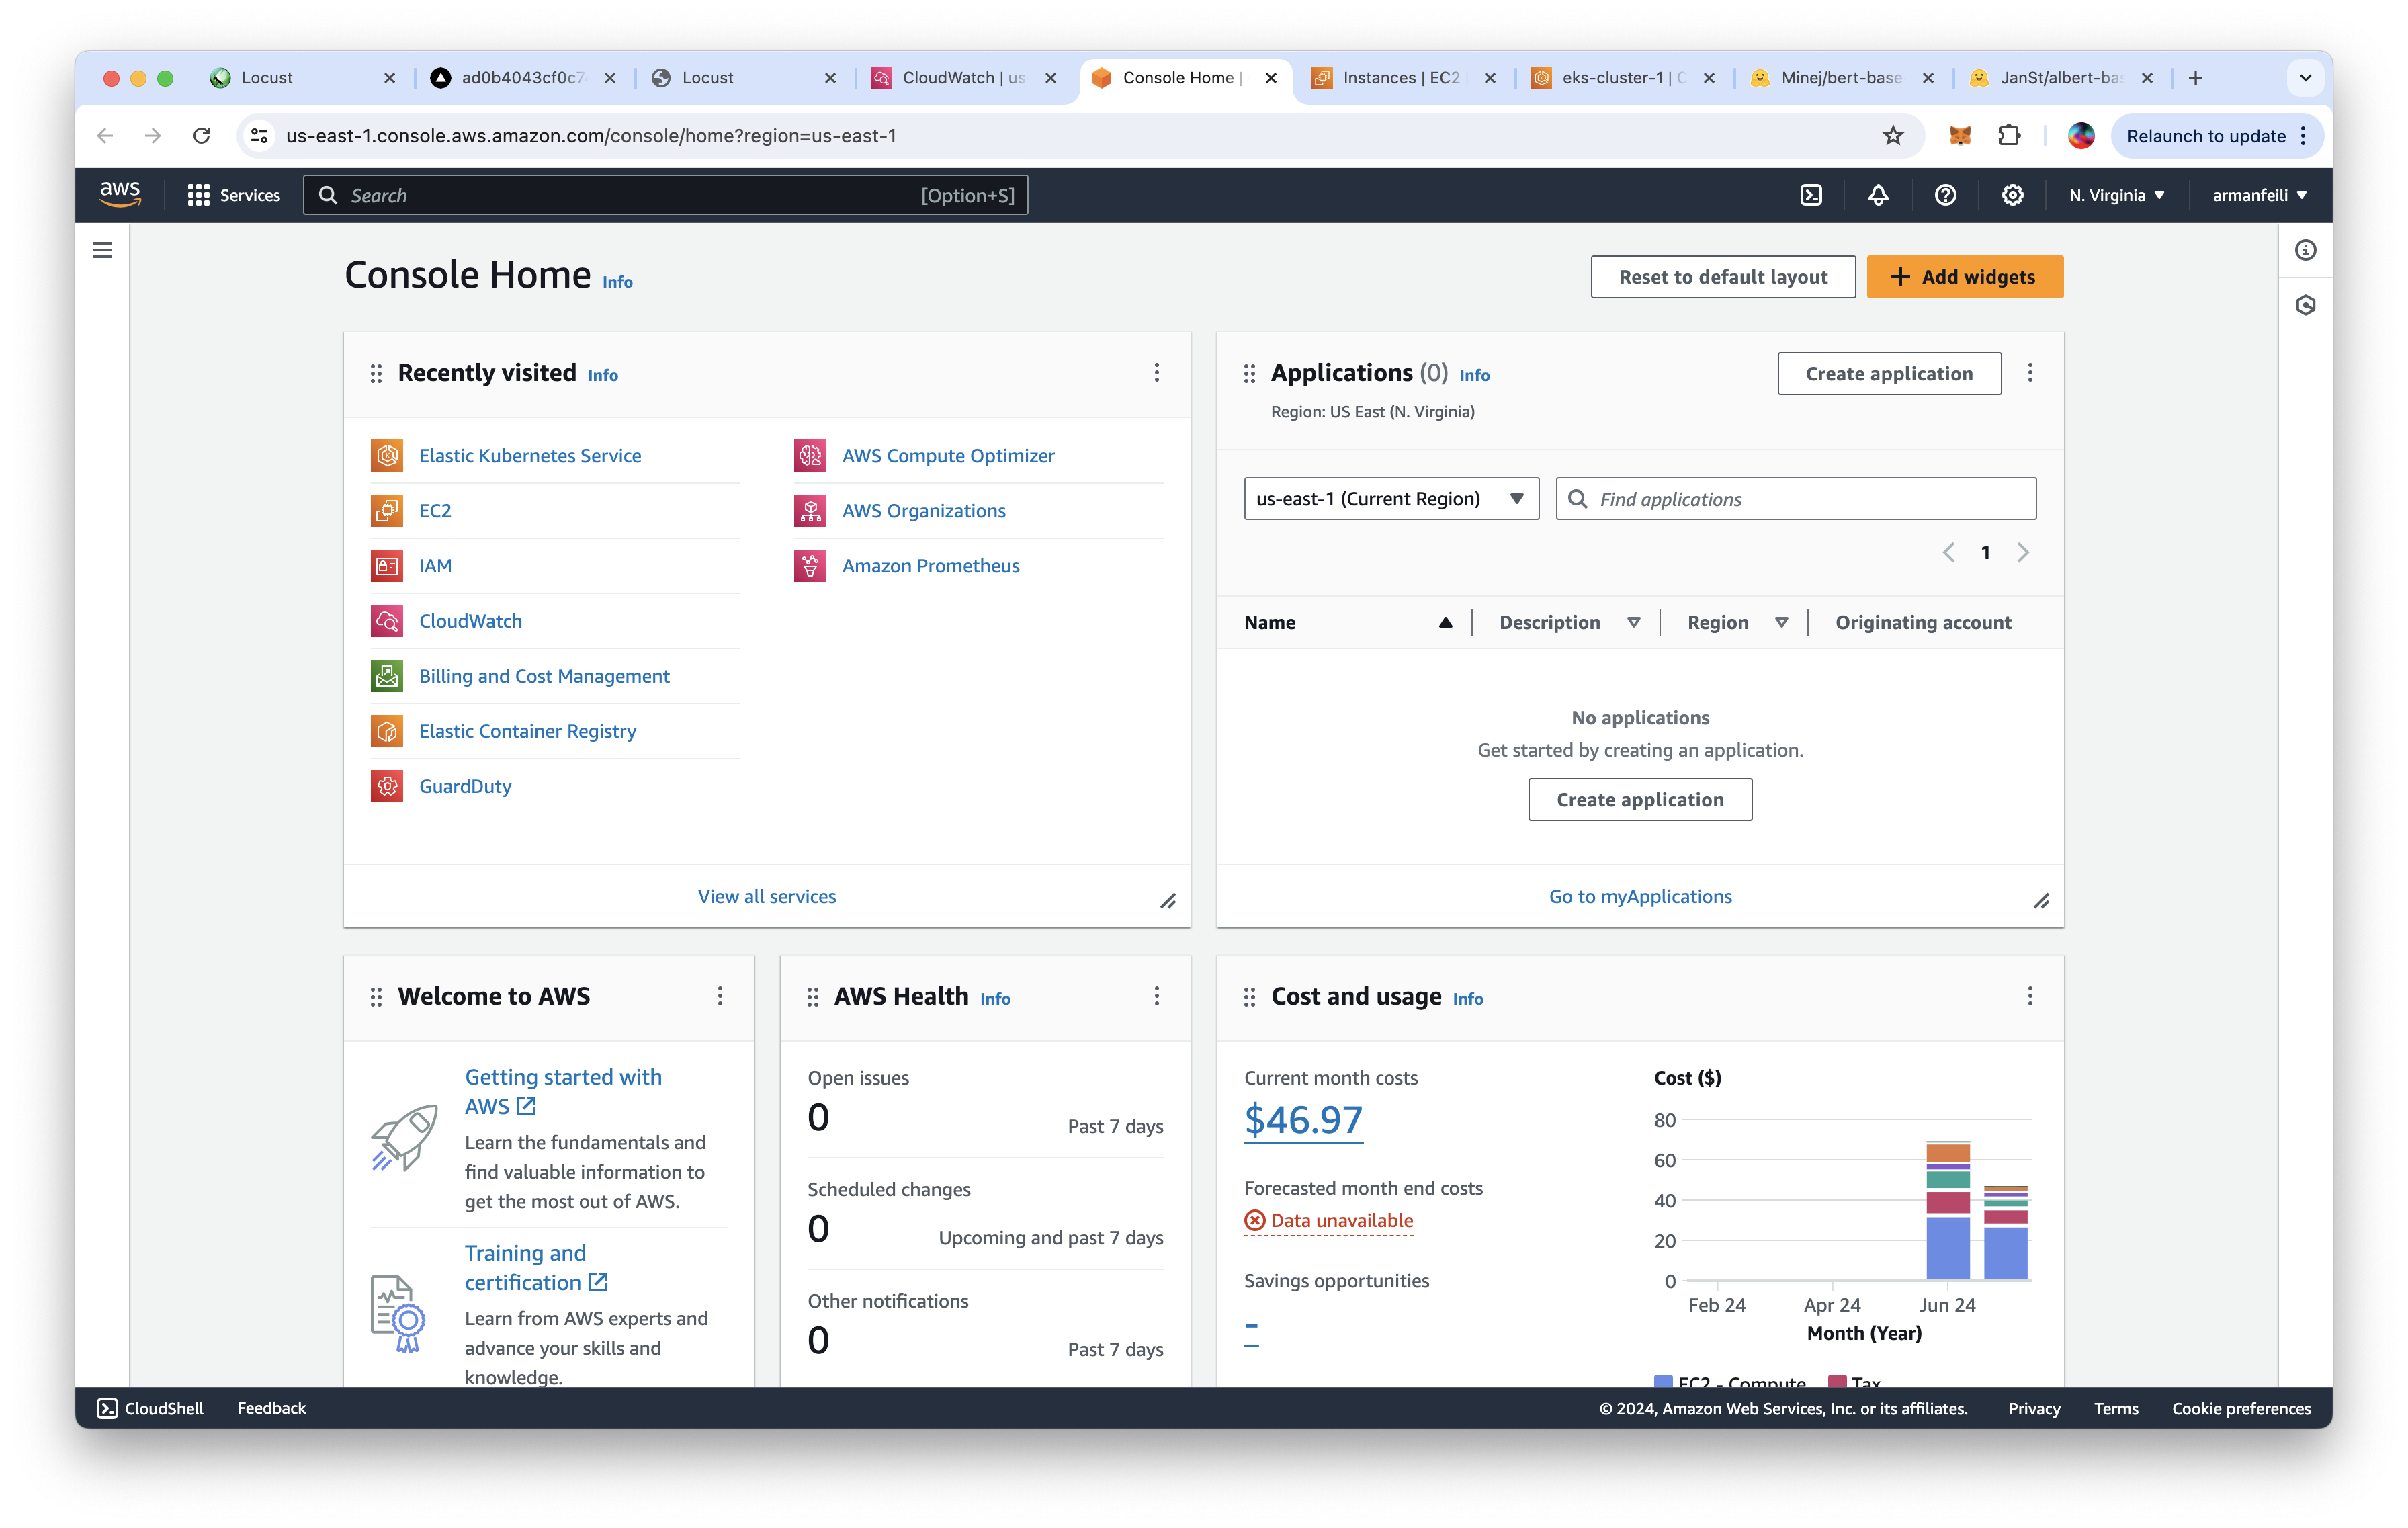 Locust
ad0b4043cf0c7
Locust
CloudWatch | us
Console Home |
Instances | EC2
eks-cluster-1 | C
Minej/bert-base
JanSt/albert-bas
us-east-1.console.aws.amazon.com/console/home?region=us-east-1
Relaunch to update
aws
Services
Search
[Option+S]
N. Virginia
armanfeili
Console Home Info
Reset to default layout
+ Add widgets
Recently visited Info
Elastic Kubernetes Service
EC2
IAM
CloudWatch
Billing and Cost Management
Elastic Container Registry
GuardDuty
AWS Compute Optimizer
AWS Organizations
Amazon Prometheus
View all services
Applications (0) Info
Region: US East (N. Virginia)
Create application
us-east-1 (Current Region)
Find applications
1
Name
Description
Region
Originating account
No applications
Get started by creating an application.
Create application
Go to myApplications
Welcome to AWS
Getting started with
AWS
Learn the fundamentals and
find valuable information to
get the most out of AWS.
Training and
certification
Learn from AWS experts and
advance your skills and
knowledge.
AWS Health Info
Open issues
0
Past 7 days
Scheduled changes
0
Upcoming and past 7 days
Other notifications
0
Past 7 days
Cost and usage Info
Current month costs
$46.97
Forecasted month end costs
Data unavailable
Savings opportunities
-
Cost ($)
80
60
40
20
0
Feb 24
Apr 24
Jun 24
Month (Year)
EC2 - Compute
Tax
CloudShell
Feedback
© 2024, Amazon Web Services, Inc. or its affiliates.
Privacy
Terms
Cookie preferences